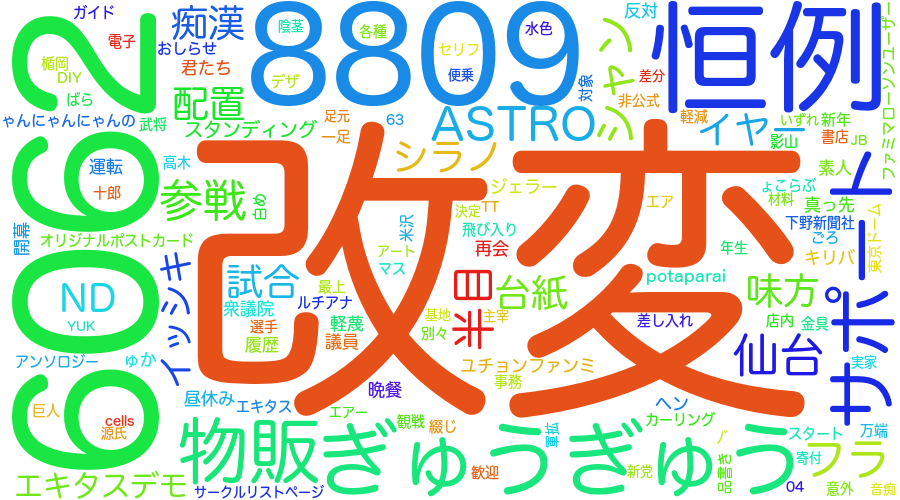 ガイド
痴漢
陰茎
8809
各種
セリフ
水色
シャン
反対
恒例
ファミマローソンユーザー
電子
おしらせ
6062
楯岡
DIY
君たち
デザ
便乗
対象
差分
ばら
配置
足元
63
非公式
軽減
ゃんにゃんにゃんの
武将
スタンディング
一足
ASTRO
イヤー
いずれ
新年
影山
書店
JB
運転
高木
シラノ
改変
素人
十郎
参戦
白め
ジェラー
エア
ょこらぶ
材料
真っ先
決定
TT
開幕
オリジナルポストカード
米沢
飛び入り
下野新聞社
ごろ
東京ドーム
アート
再会
年生
キリバ
イッシキ
試合
マス
potaparai
サポート
ND
最上
半目
台紙
味方
YUK
衆議院
ルチアナ
基地
主宰
選手
軽蔑
差し入れ
店内
金具
履歴
議員
別々
仙台
アンソロジー
ゅか
ユチョンファンミ
実家
事務
昼休み
晩餐
ヘン
巨人
エキタス
エアー
cells
観戦
カーリング
源氏
綴じ
軍拡
スタート
万端
物販
ぎゅうぎゅう
フラ
寄付
歓迎
新党
品書き
エキタスデモ
サークルリストページ
04
意外
音痴